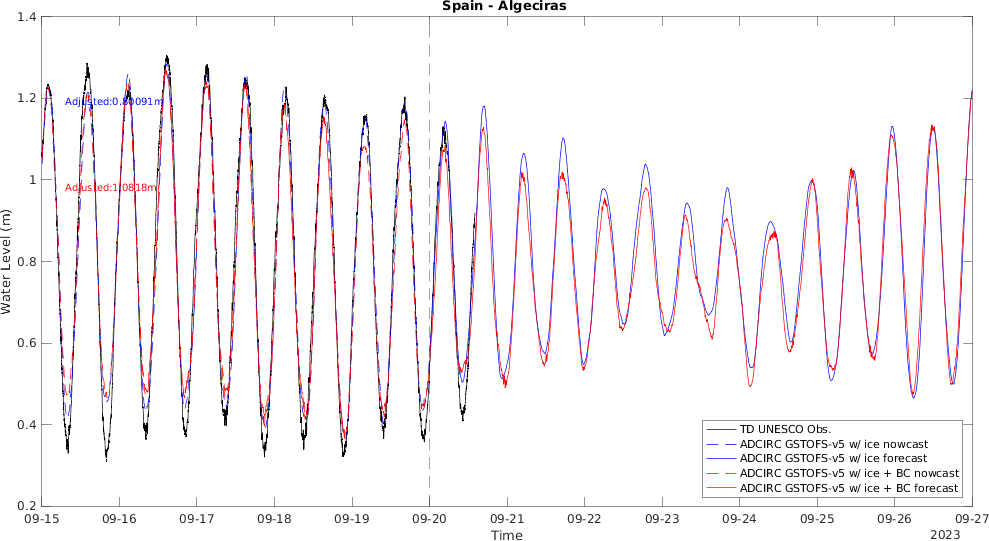 Spain - Algeciras
1.4
1.2
1
0.8
0.6
0.4
0.2
Water Level (m)
Adjusted:0.80091m
Adjusted:1.0818m
TD UNESCO Obs.
ADCIRC GSTOFS-v5 w/ ice nowcast
ADCIRC GSTOFS-v5 w/ ice forecast
ADCIRC GSTOFS-v5 w/ ice + BC nowcast
ADCIRC GSTOFS-v5 w/ ice + BC forecast
09-15 09-16 09-17 09-18 09-19 09-20 09-21 09-22 09-23 09-24 09-25 09-26 09-27
Time
2023